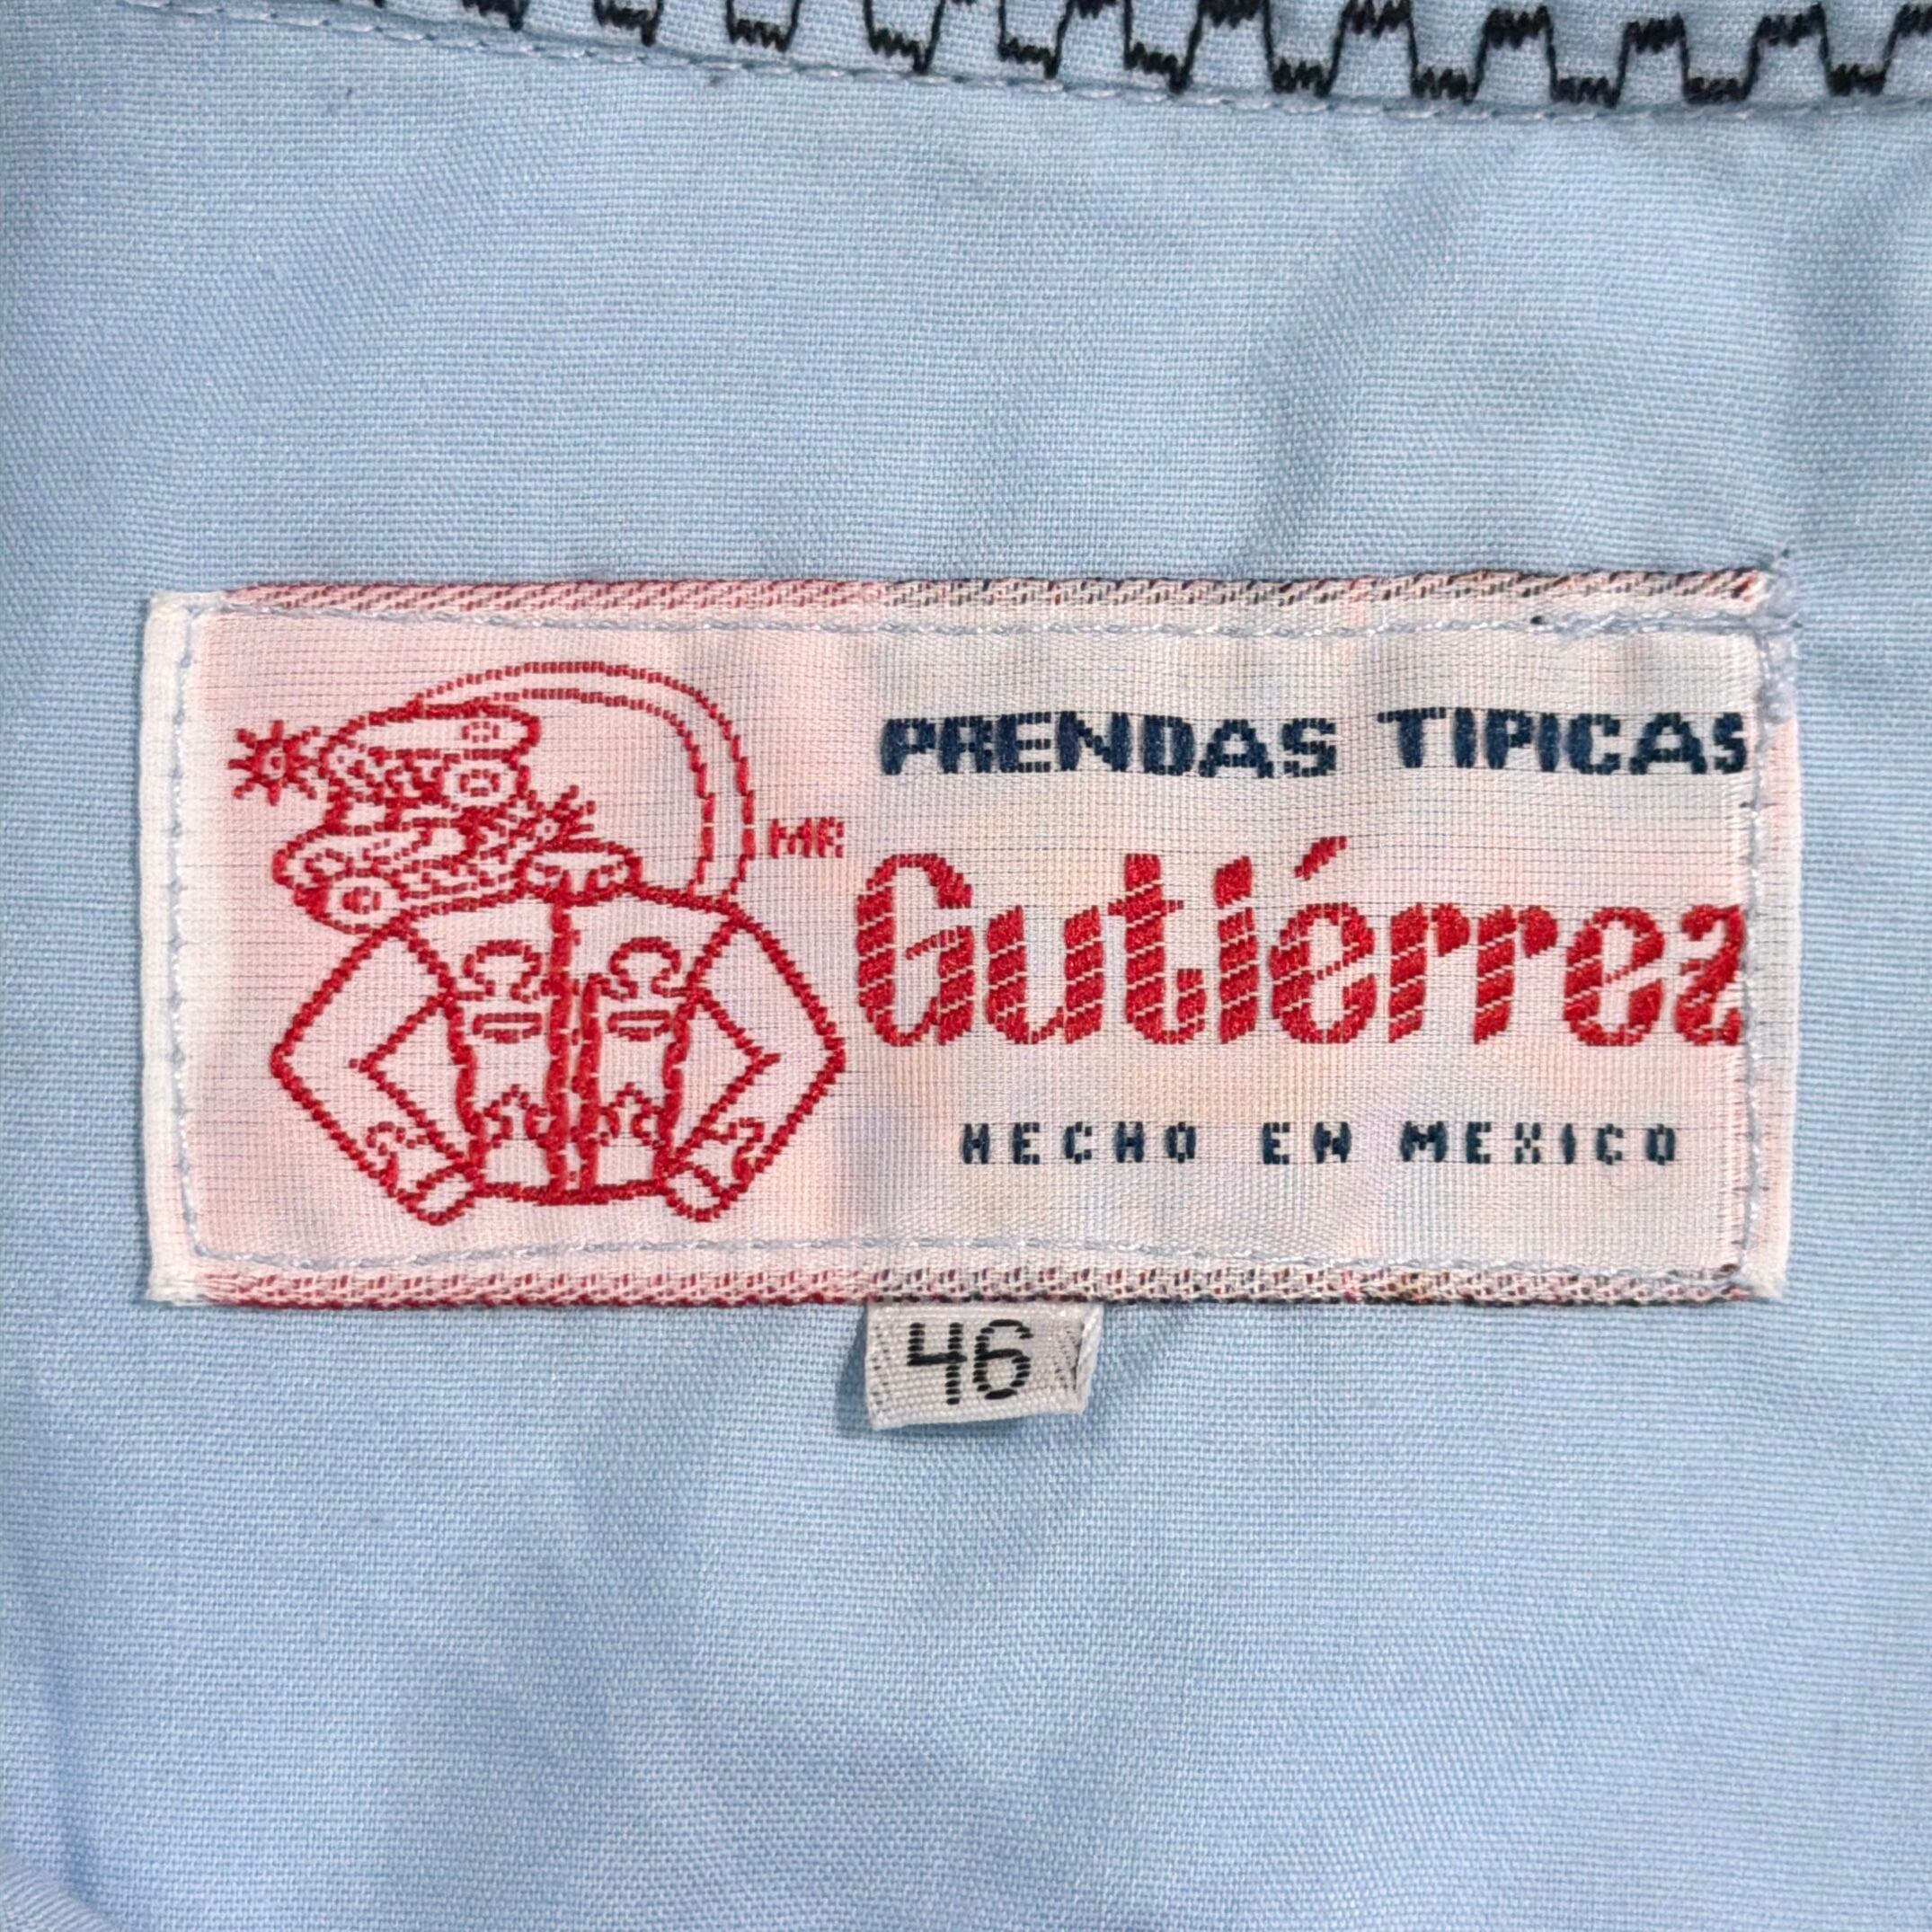 PRENDAS TIPICAS
MR
Gutiérrez
HECHO EN MEXICO
46